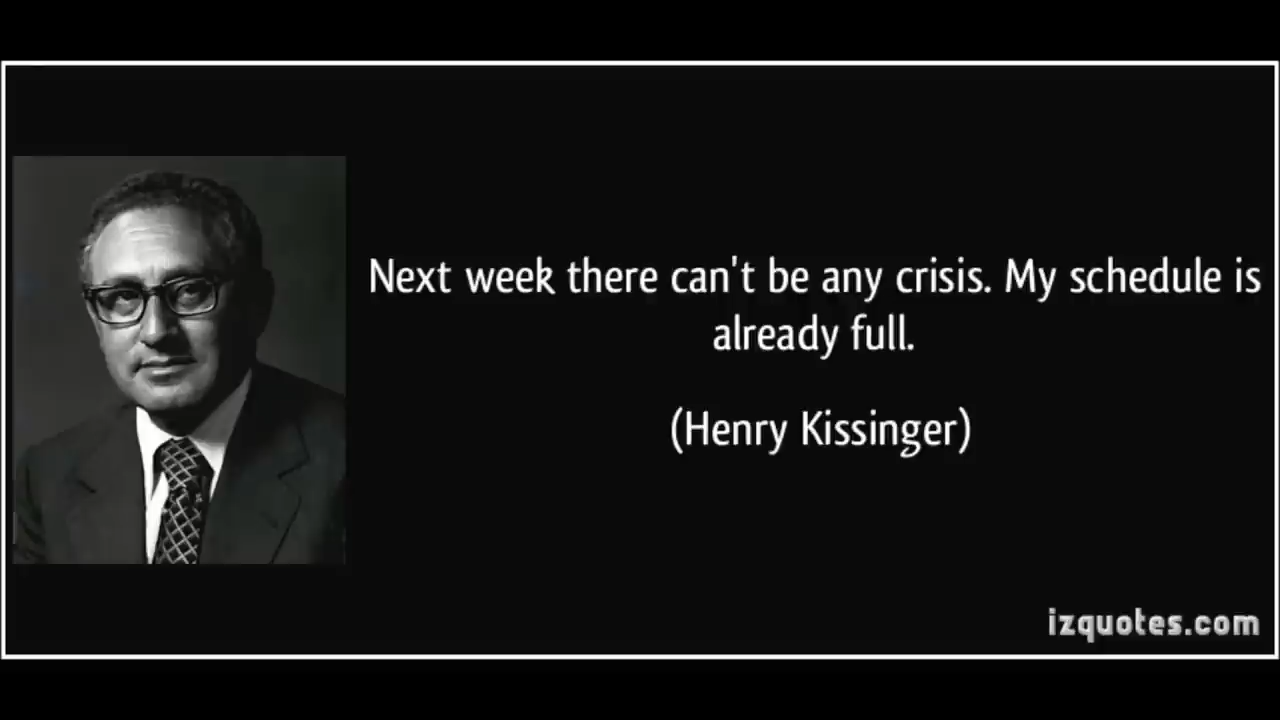 Next week there can't be any crisis. My schedule is
already full.
(Henry Kissinger)
izquotes.com